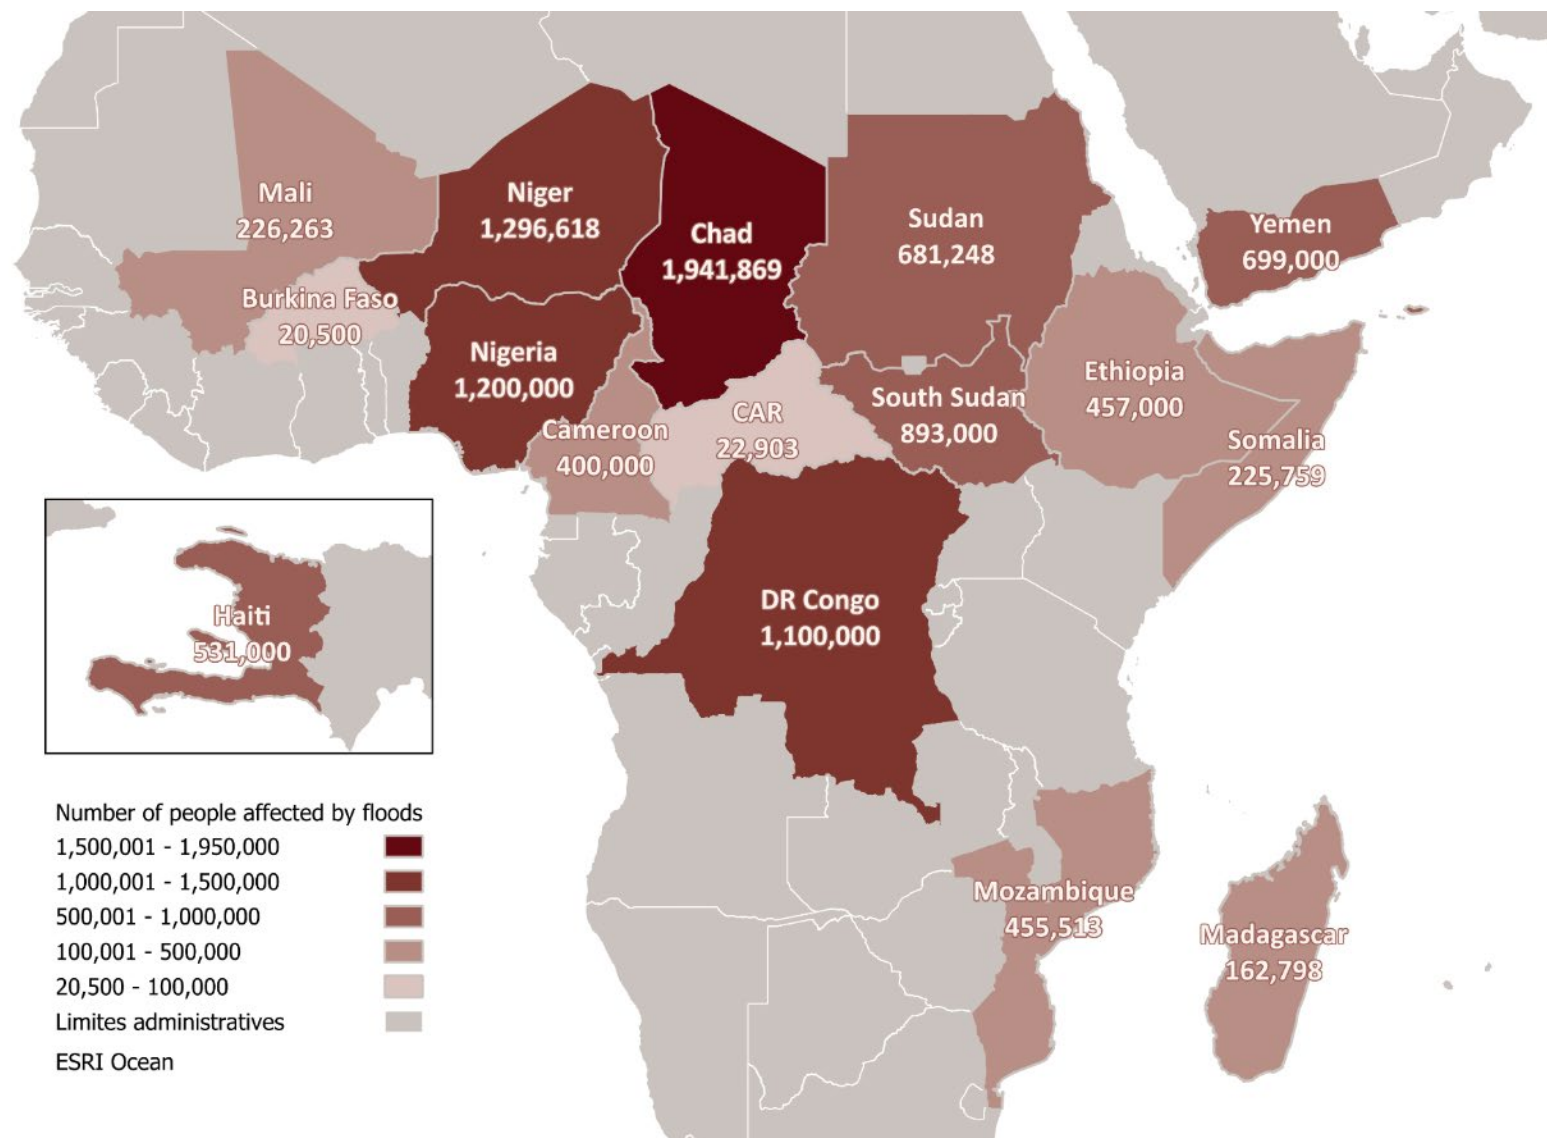 Mali
226,263
Niger
1,296,618
Chad
1,941,869
Sudan
681,248
Yemen
699,000
Burkina Faso
20,500
Nigeria
1,200,000
Cameroon
400,000
CAR
22,903
South Sudan
893,000
Ethiopia
457,000
Somalia
225,759
Haiti
531,000
DR Congo
1,100,000
Mozambique
455,513
Madagascar
162,798
Number of people affected by floods
1,500,001 - 1,950,000
1,000,001 - 1,500,000
500,001 - 1,000,000
100,001 - 500,000
20,500 - 100,000
Limites administratives
ESRI Ocean